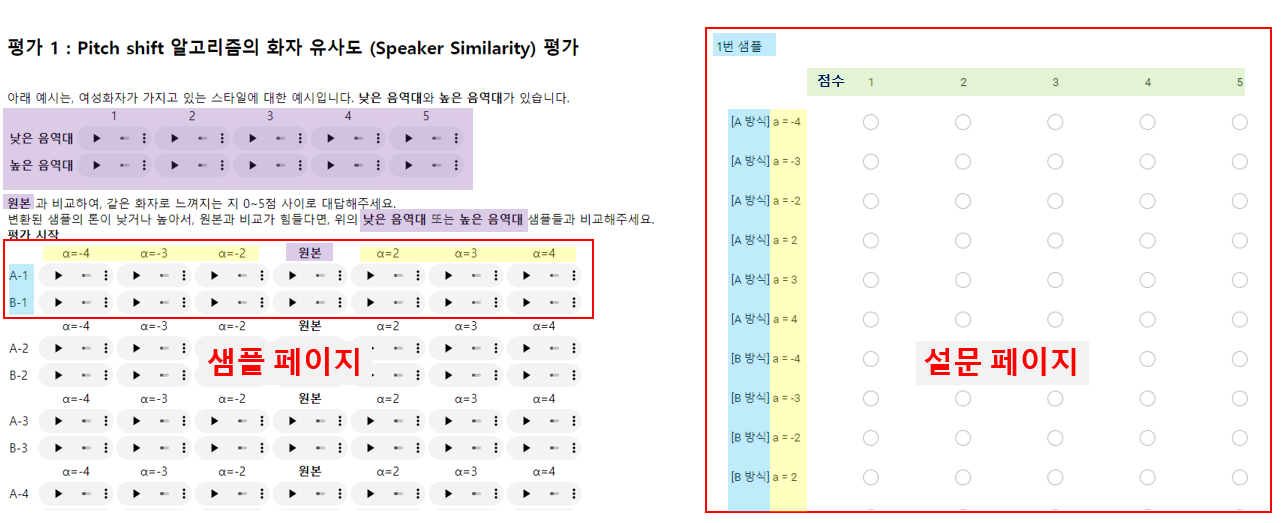 평가 1 : Pitch shift 알고리즘의 화자 유사도 (Speaker Similarity) 평가
아래 예시는, 여성화자가 가지고 있는 스타일에 대한 예시입니다. 낮은 음역대와 높은 음역대가 있습니다.
1 2 3 4 5
낮은 음역대
높은 음역대
원본 과 비교하여, 같은 화자로 느껴지는 지 0~5점 사이로 대답해주세요.
변환된 샘플의 톤이 낮거나 높아서, 원본과 비교가 힘들다면, 위의 낮은 음역대 또는 높은 음역대 샘플들과 비교해주세요.
평가 시작
α=-4 α=-3 α=-2 원본 α=2 α=3 α=4
A-1
B-1
α=-4 α=-3 α=-2 원본 α=2 α=3 α=4
A-2
샘플 페이지
B-2
α=-4 α=-3 α=-2 원본 α=2 α=3 α=4
A-3
B-3
α=-4 α=-3 α=-2 원본 α=2 α=3 α=4
A-4
1번 샘플
점수 1 2 3 4 5
[A 방식] a = -4
[A 방식] a = -3
[A 방식] a = -2
[A 방식] a = 2
[A 방식] a = 3
[A 방식] a = 4
[B 방식] a = -4
설문 페이지
[B 방식] a = -3
[B 방식] a = -2
[B 방식] a = 2